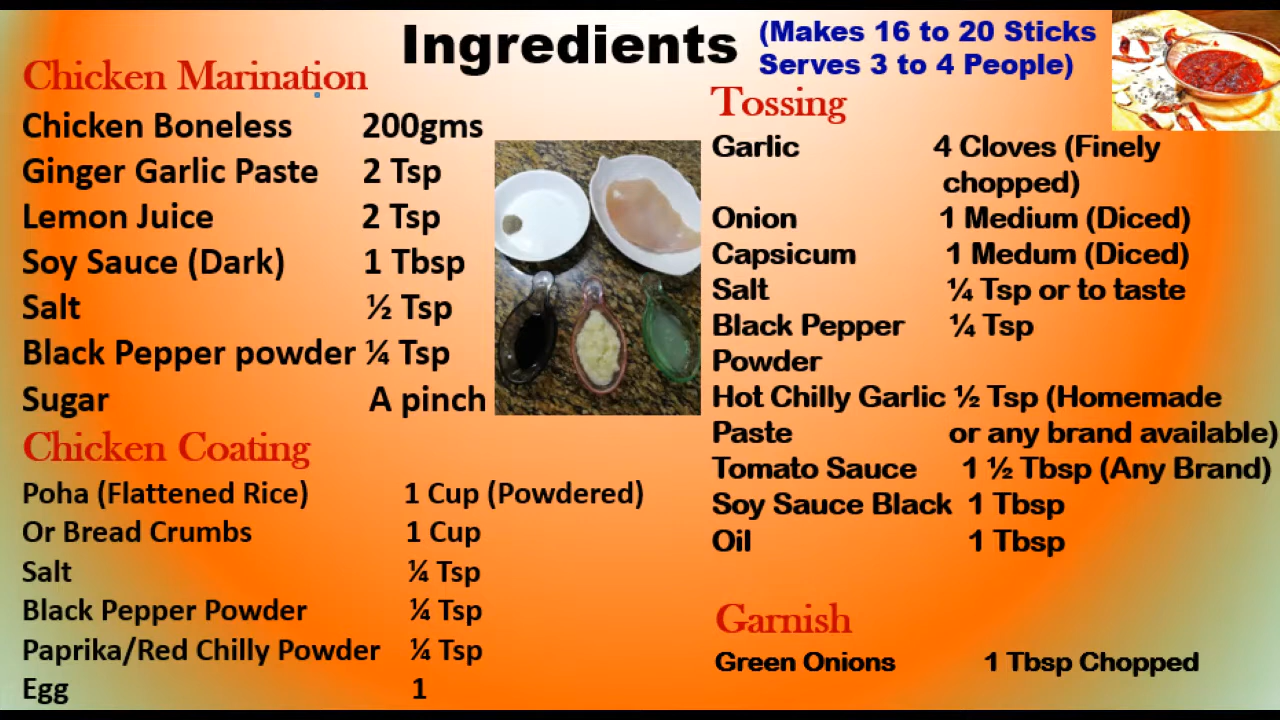 Ingredients
(Makes 16 to 20 Sticks
Serves 3 to 4 People)
Chicken Marination
Chicken Boneless 200gms
Ginger Garlic Paste 2 Tsp
Lemon Juice 2 Tsp
Soy Sauce (Dark) 1 Tbsp
Salt ½ Tsp
Black Pepper powder ¼ Tsp
Sugar A pinch
Chicken Coating
Poha (Flattened Rice) 1 Cup (Powdered)
Or Bread Crumbs 1 Cup
Salt ¼ Tsp
Black Pepper Powder ¼ Tsp
Paprika/Red Chilly Powder ¼ Tsp
Egg 1
Tossing
Garlic 4 Cloves (Finely
chopped)
Onion 1 Medium (Diced)
Capsicum 1 Medum (Diced)
Salt ¼ Tsp or to taste
Black Pepper ¼ Tsp
Powder
Hot Chilly Garlic ½ Tsp (Homemade
Paste or any brand available)
Tomato Sauce 1 ½ Tbsp (Any Brand)
Soy Sauce Black 1 Tbsp
Oil 1 Tbsp
Garnish
Green Onions 1 Tbsp Chopped